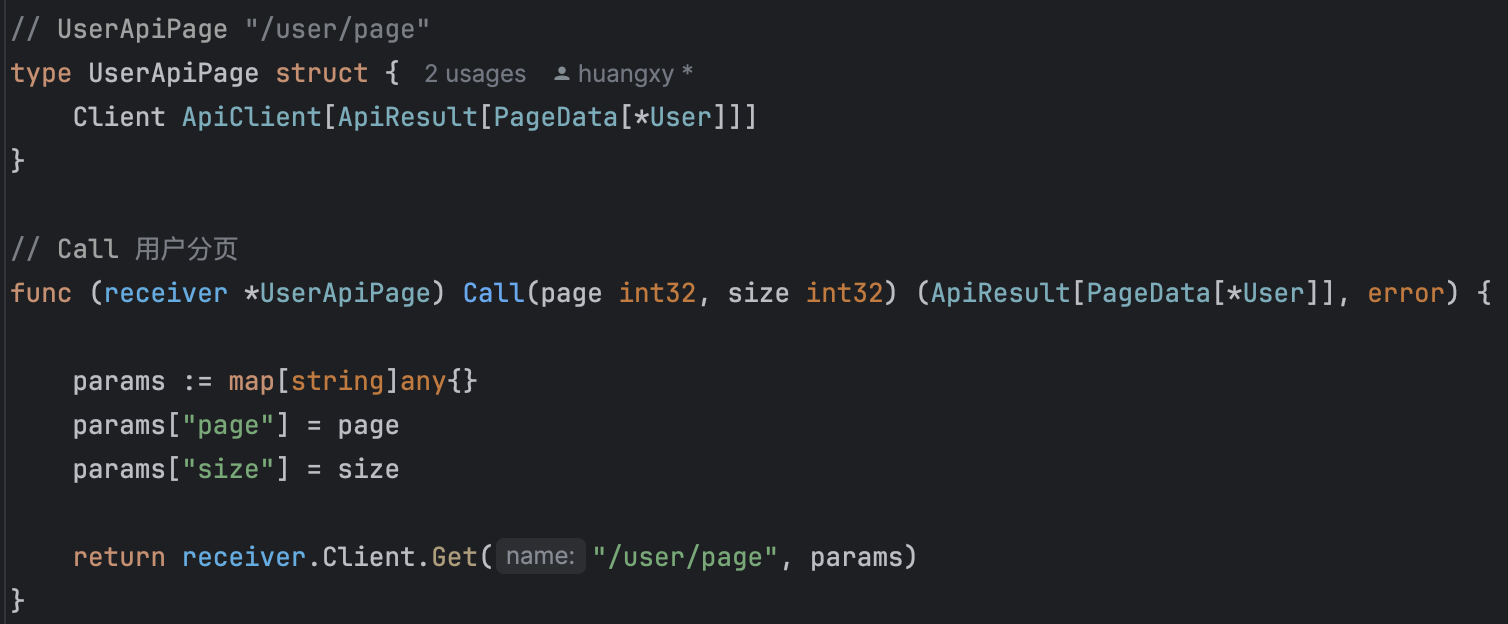 // UserApiPage "/user/page"
type UserApiPage struct { 2 usages huangxy *
    Client ApiClient[ApiResult[PageData[*User]]]
}
// Call 用户分页
func (receiver *UserApiPage) Call(page int32, size int32) (ApiResult[PageData[*User]], error) {
    params := map[string]any{}
    params["page"] = page
    params["size"] = size
    return receiver.Client.Get( name: "/user/page", params)
}